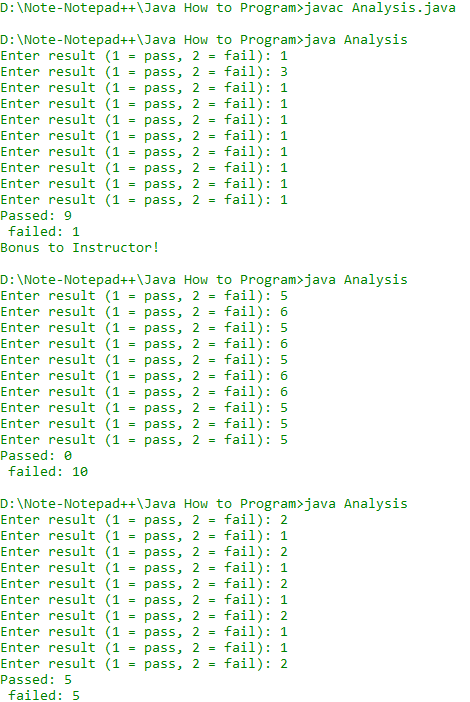 D:\Note-Notepad++\Java How to Program>javac Analysis.java
D:\Note-Notepad++\Java How to Program>java Analysis
Enter result (1 = pass, 2 = fail): 1
Enter result (1 = pass, 2 = fail): 3
Enter result (1 = pass, 2 = fail): 1
Enter result (1 = pass, 2 = fail): 1
Enter result (1 = pass, 2 = fail): 1
Enter result (1 = pass, 2 = fail): 1
Enter result (1 = pass, 2 = fail): 1
Enter result (1 = pass, 2 = fail): 1
Enter result (1 = pass, 2 = fail): 1
Enter result (1 = pass, 2 = fail): 1
Passed: 9
 failed: 1
Bonus to Instructor!
D:\Note-Notepad++\Java How to Program>java Analysis
Enter result (1 = pass, 2 = fail): 5
Enter result (1 = pass, 2 = fail): 6
Enter result (1 = pass, 2 = fail): 5
Enter result (1 = pass, 2 = fail): 6
Enter result (1 = pass, 2 = fail): 5
Enter result (1 = pass, 2 = fail): 6
Enter result (1 = pass, 2 = fail): 6
Enter result (1 = pass, 2 = fail): 5
Enter result (1 = pass, 2 = fail): 5
Enter result (1 = pass, 2 = fail): 5
Passed: 0
 failed: 10
D:\Note-Notepad++\Java How to Program>java Analysis
Enter result (1 = pass, 2 = fail): 2
Enter result (1 = pass, 2 = fail): 1
Enter result (1 = pass, 2 = fail): 2
Enter result (1 = pass, 2 = fail): 1
Enter result (1 = pass, 2 = fail): 2
Enter result (1 = pass, 2 = fail): 1
Enter result (1 = pass, 2 = fail): 2
Enter result (1 = pass, 2 = fail): 1
Enter result (1 = pass, 2 = fail): 1
Enter result (1 = pass, 2 = fail): 2
Passed: 5
 failed: 5